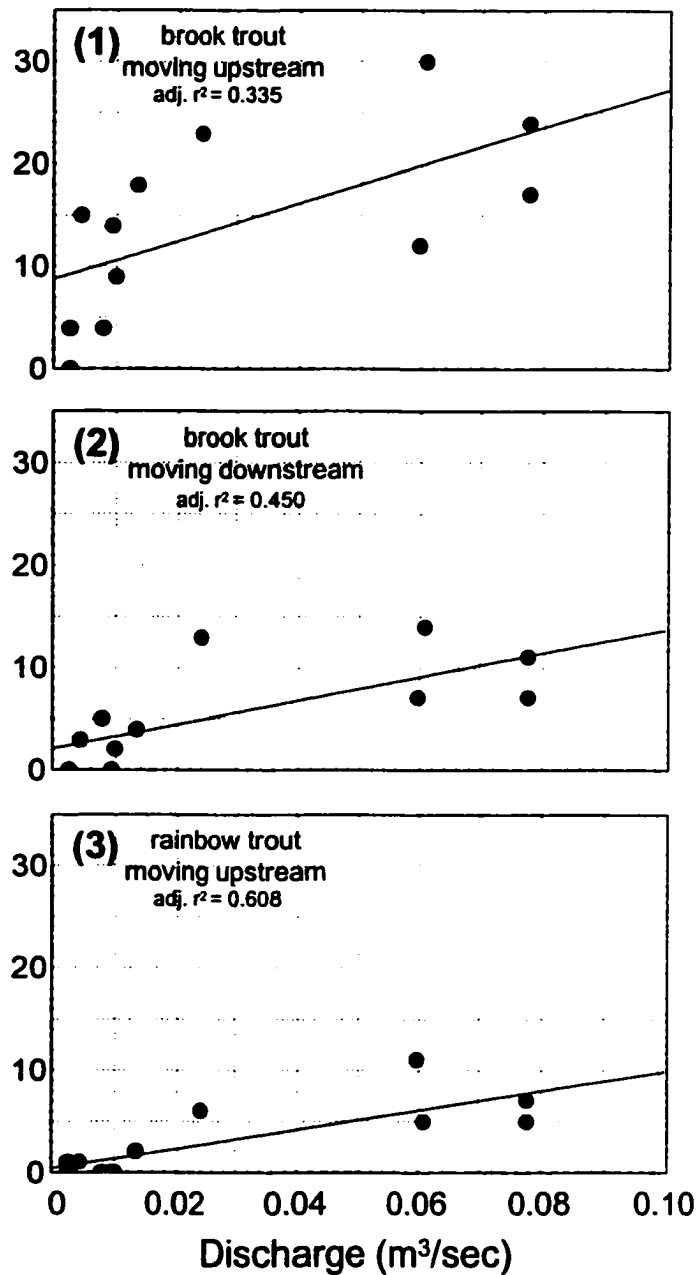 (1) brook trout
moving upstream
adj. r² = 0.335
30
20
10
0
(2) brook trout
moving downstream
adj. r² = 0.450
30
20
10
0
(3) rainbow trout
moving upstream
adj. r² = 0.608
30
20
10
0
0 0.02 0.04 0.06 0.08 0.10
Discharge (m³/sec)